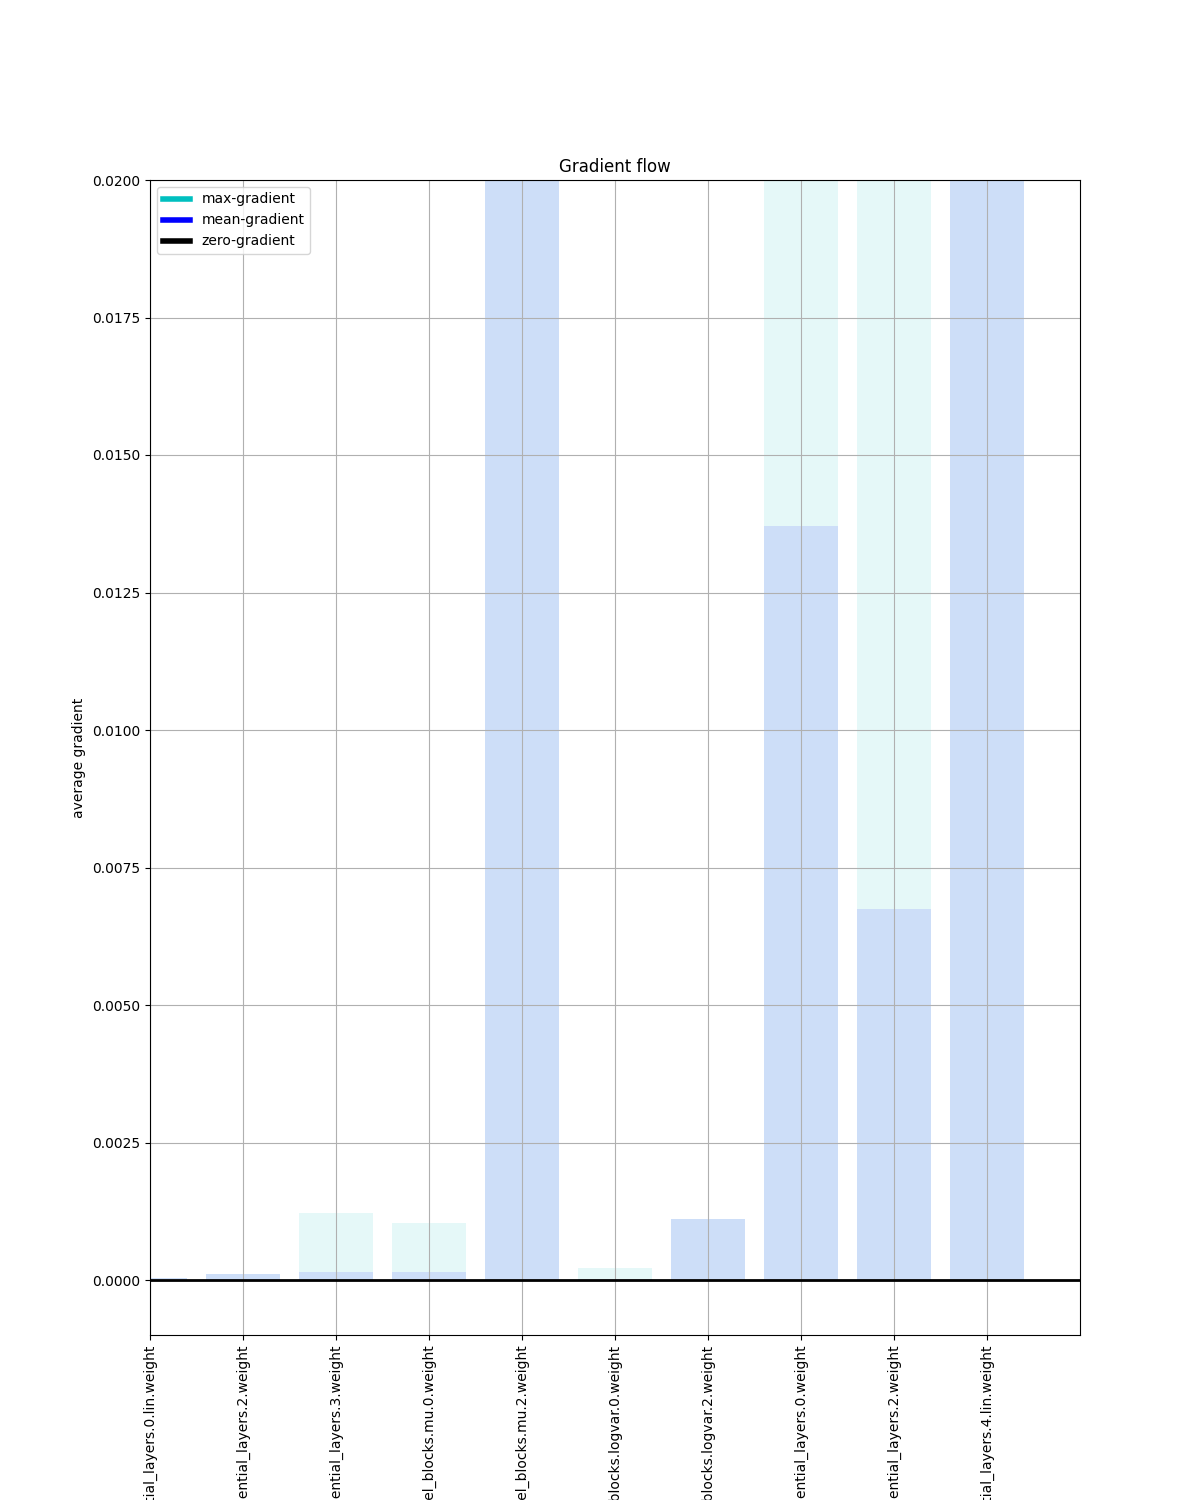 Gradient flow
max-gradient
mean-gradient
zero-gradient
0.0200
0.0175
0.0150
0.0125
0.0100
0.0075
0.0050
0.0025
0.0000
average gradient
tial_layers.0.lin.weight
ential_layers.2.weight
ential_layers.3.weight
el_blocks.mu.0.weight
el_blocks.mu.2.weight
blocks.logvar.0.weight
blocks.logvar.2.weight
ential_layers.0.weight
ential_layers.2.weight
tial_layers.4.lin.weight